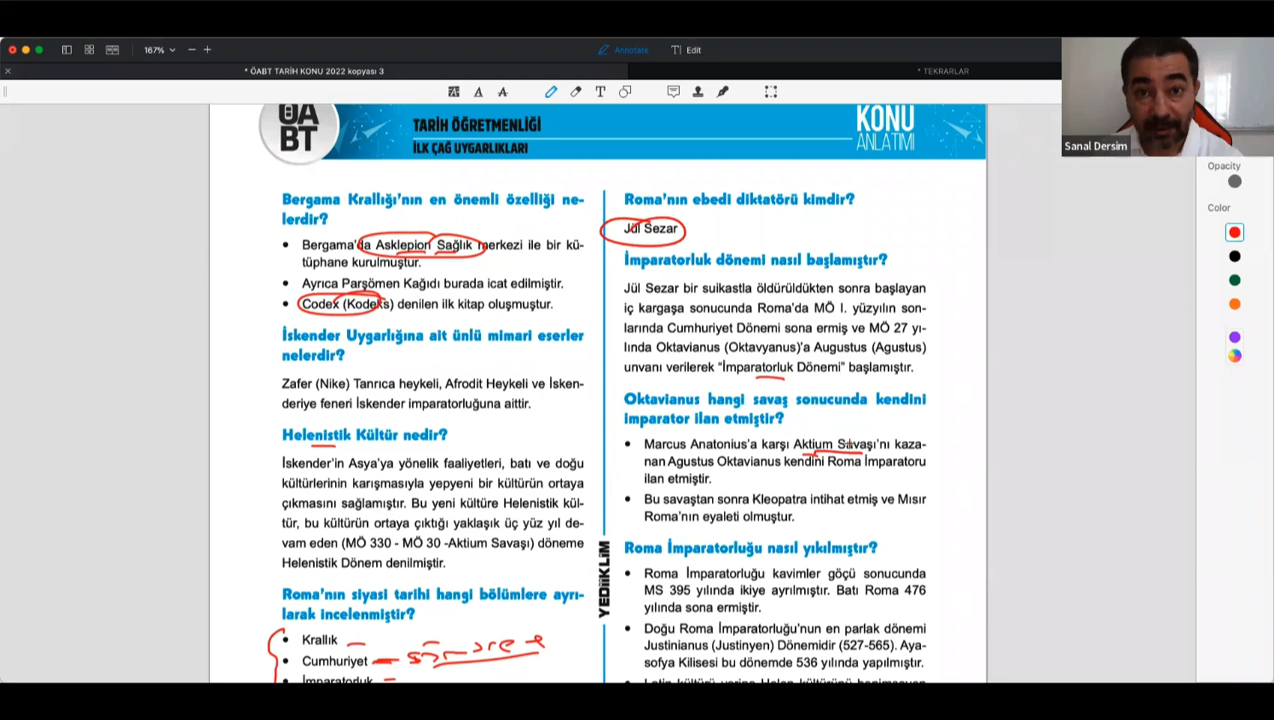 167%
Annotate
Edit
* ÖABT TARİH KONU 2022 kopyası 3
* TEKRARLAR
Sanal Dersim
Opacity
Color
ÖA
BT
TARİH ÖĞRETMENLİĞİ
İLK ÇAĞ UYGARLIKLARI
KONU
ANLATIMI
Bergama Krallığı'nın en önemli özelliği ne-
lerdir?
• Bergama'da Asklepion Sağlık merkezi ile bir kü-
tüphane kurulmuştur.
• Ayrıca Parşömen Kağıdı burada icat edilmiştir.
• Codex (Kodeks) denilen ilk kitap oluşmuştur.
İskender Uygarlığına ait ünlü mimari eserler
nelerdir?
Zafer (Nike) Tanrıca heykeli, Afrodit Heykeli ve İsken-
deriye feneri İskender imparatorluğuna aittir.
Helenistik Kültür nedir?
İskender'in Asya'ya yönelik faaliyetleri, batı ve doğu
kültürlerinin karışmasıyla yepyeni bir kültürün ortaya
çıkmasını sağlamıştır. Bu yeni kültüre Helenistik kül-
tür, bu kültürün ortaya çıktığı yaklaşık üç yüz yıl de-
vam eden (MÖ 330 - MÖ 30 -Aktium Savaşı) döneme
Helenistik Dönem denilmiştir.
Roma'nın siyasi tarihi hangi bölümlere ayrı-
larak incelenmiştir?
• Krallık
• Cumhuriyet
• İmparatorluk
YEDİİKLİM
Roma'nın ebedi diktatörü kimdir?
Jül Sezar
İmparatorluk dönemi nasıl başlamıştır?
Jül Sezar bir suikastla öldürüldükten sonra başlayan
iç kargaşa sonucunda Roma'da MÖ I. yüzyılın son-
larında Cumhuriyet Dönemi sona ermiş ve MÖ 27 yı-
lında Oktavianus (Oktavyanus)'a Augustus (Agustus)
unvanı verilerek “İmparatorluk Dönemi” başlamıştır.
Oktavianus hangi savaş sonucunda kendini
imparator ilan etmiştir?
• Marcus Anatonius'a karşı Aktium Savaşı'nı kaza-
nan Agustus Oktavianus kendini Roma İmparatoru
ilan etmiştir.
• Bu savaştan sonra Kleopatra intihat etmiş ve Mısır
Roma'nın eyaleti olmuştur.
Roma İmparatorluğu nasıl yıkılmıştır?
• Roma İmparatorluğu kavimler göçü sonucunda
MS 395 yılında ikiye ayrılmıştır. Batı Roma 476
yılında sona ermiştir.
• Doğu Roma İmparatorluğu'nun en parlak dönemi
Justinianus (Justinyen) Dönemidir (527-565). Aya-
sofya Kilisesi bu dönemde 536 yılında yapılmıştır.
• Latin kültürü yerine Helen kültürünü benimseyen